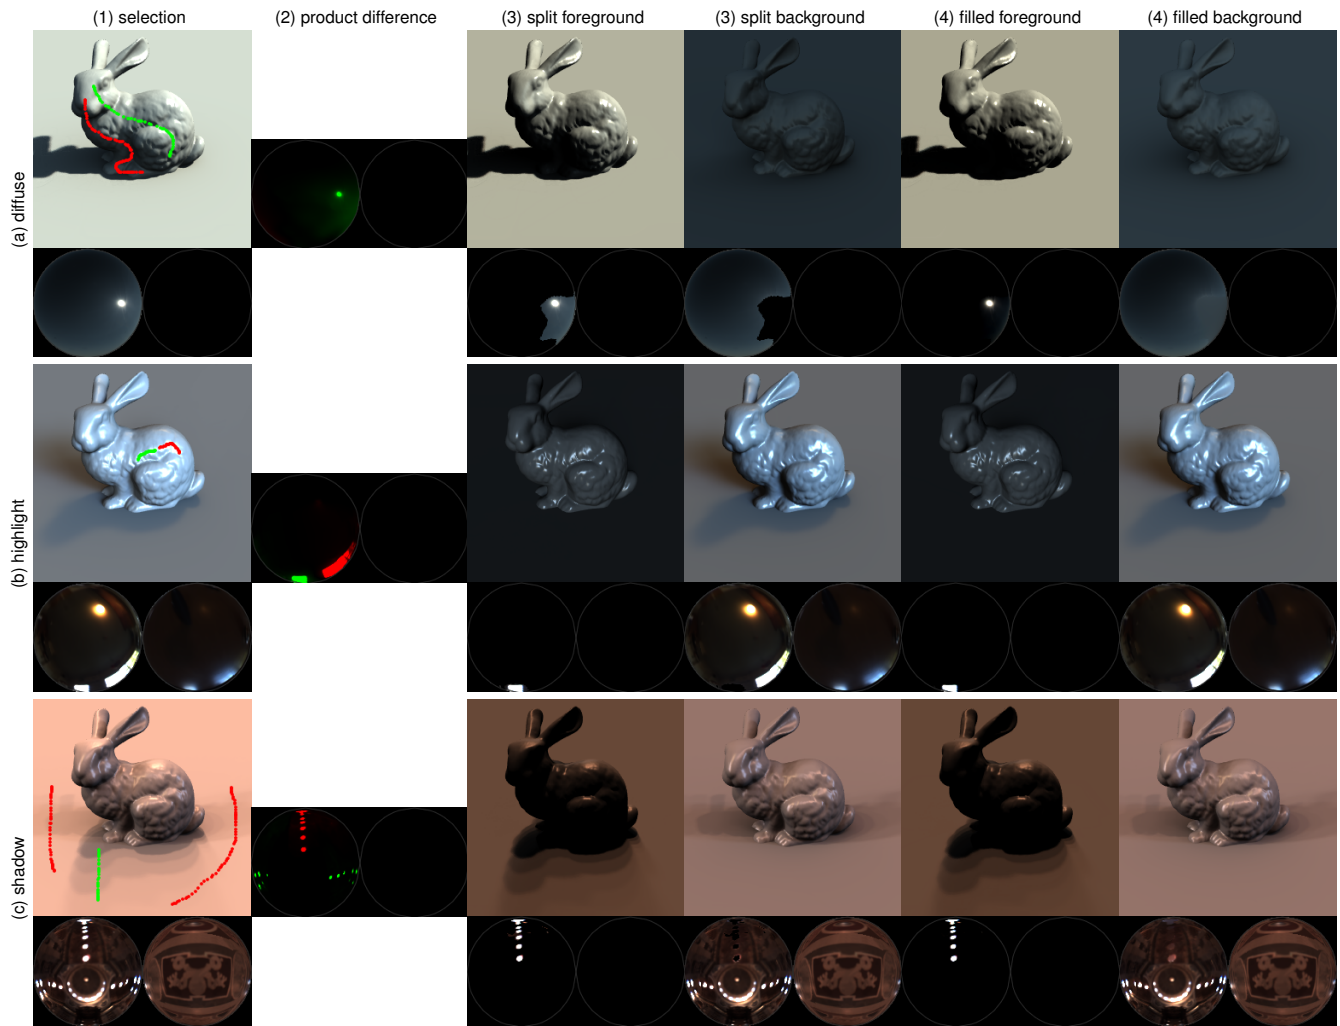 (1) selection
(2) product difference
(3) split foreground
(3) split background
(4) filled foreground
(4) filled background
(a) diffuse
(b) highlight
(c) shadow